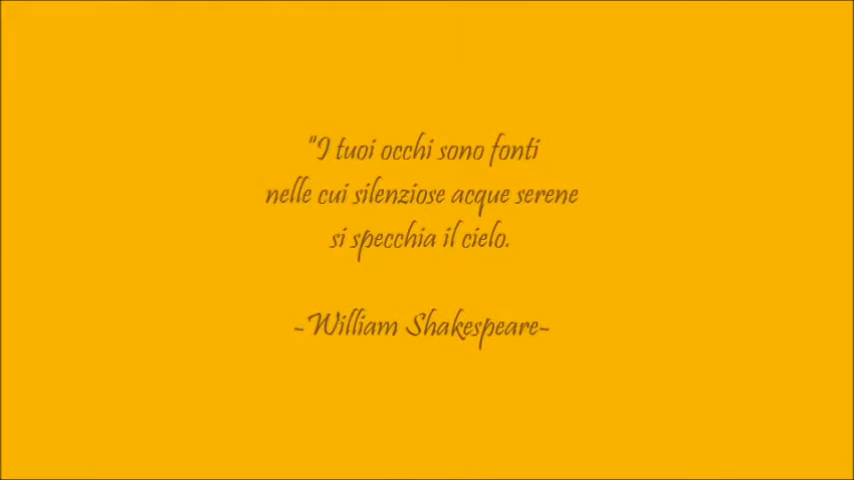 "I tuoi occhi sono fonti
nelle cui silenziose acque serene
si specchia il cielo.
~William Shakespeare~